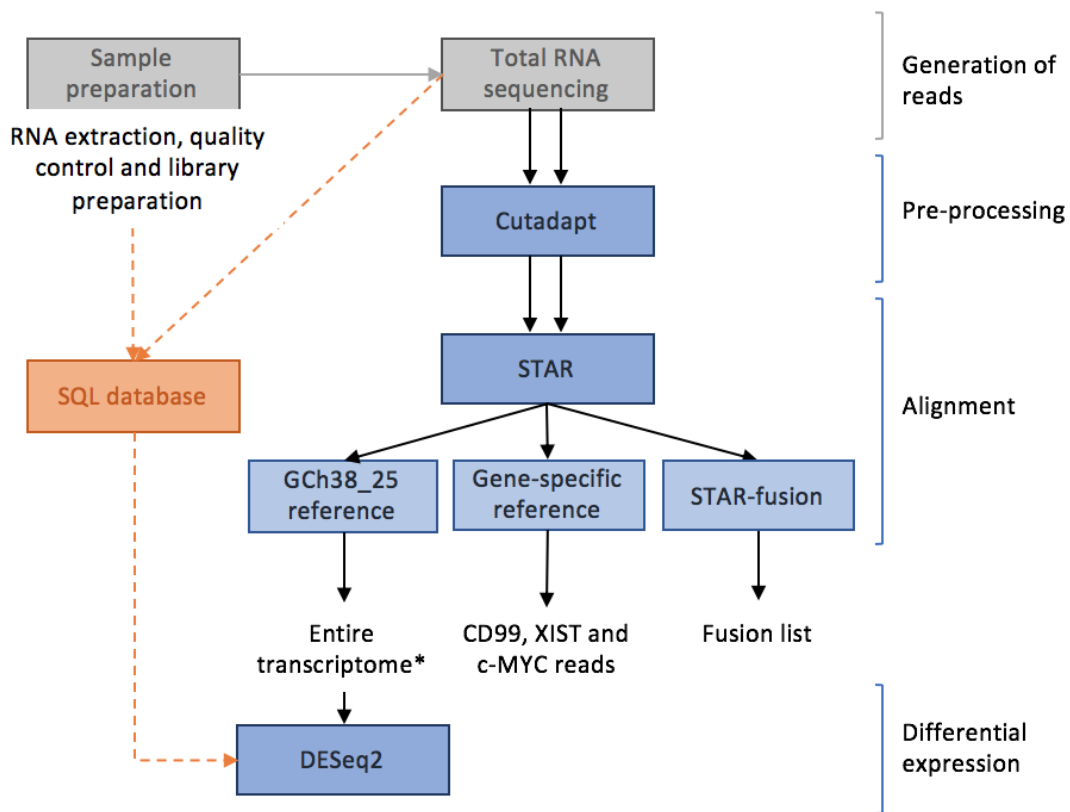 Sample
preparation
Total RNA
sequencing
Generation of
reads
RNA extraction, quality
control and library
preparation
Cutadapt
Pre-processing
STAR
SQL database
Alignment
GCh38_25
reference
Gene-specific
reference
STAR-fusion
Entire
transcriptome*
CD99, XIST and
c-MYC reads
Fusion list
DESeq2
Differential
expression